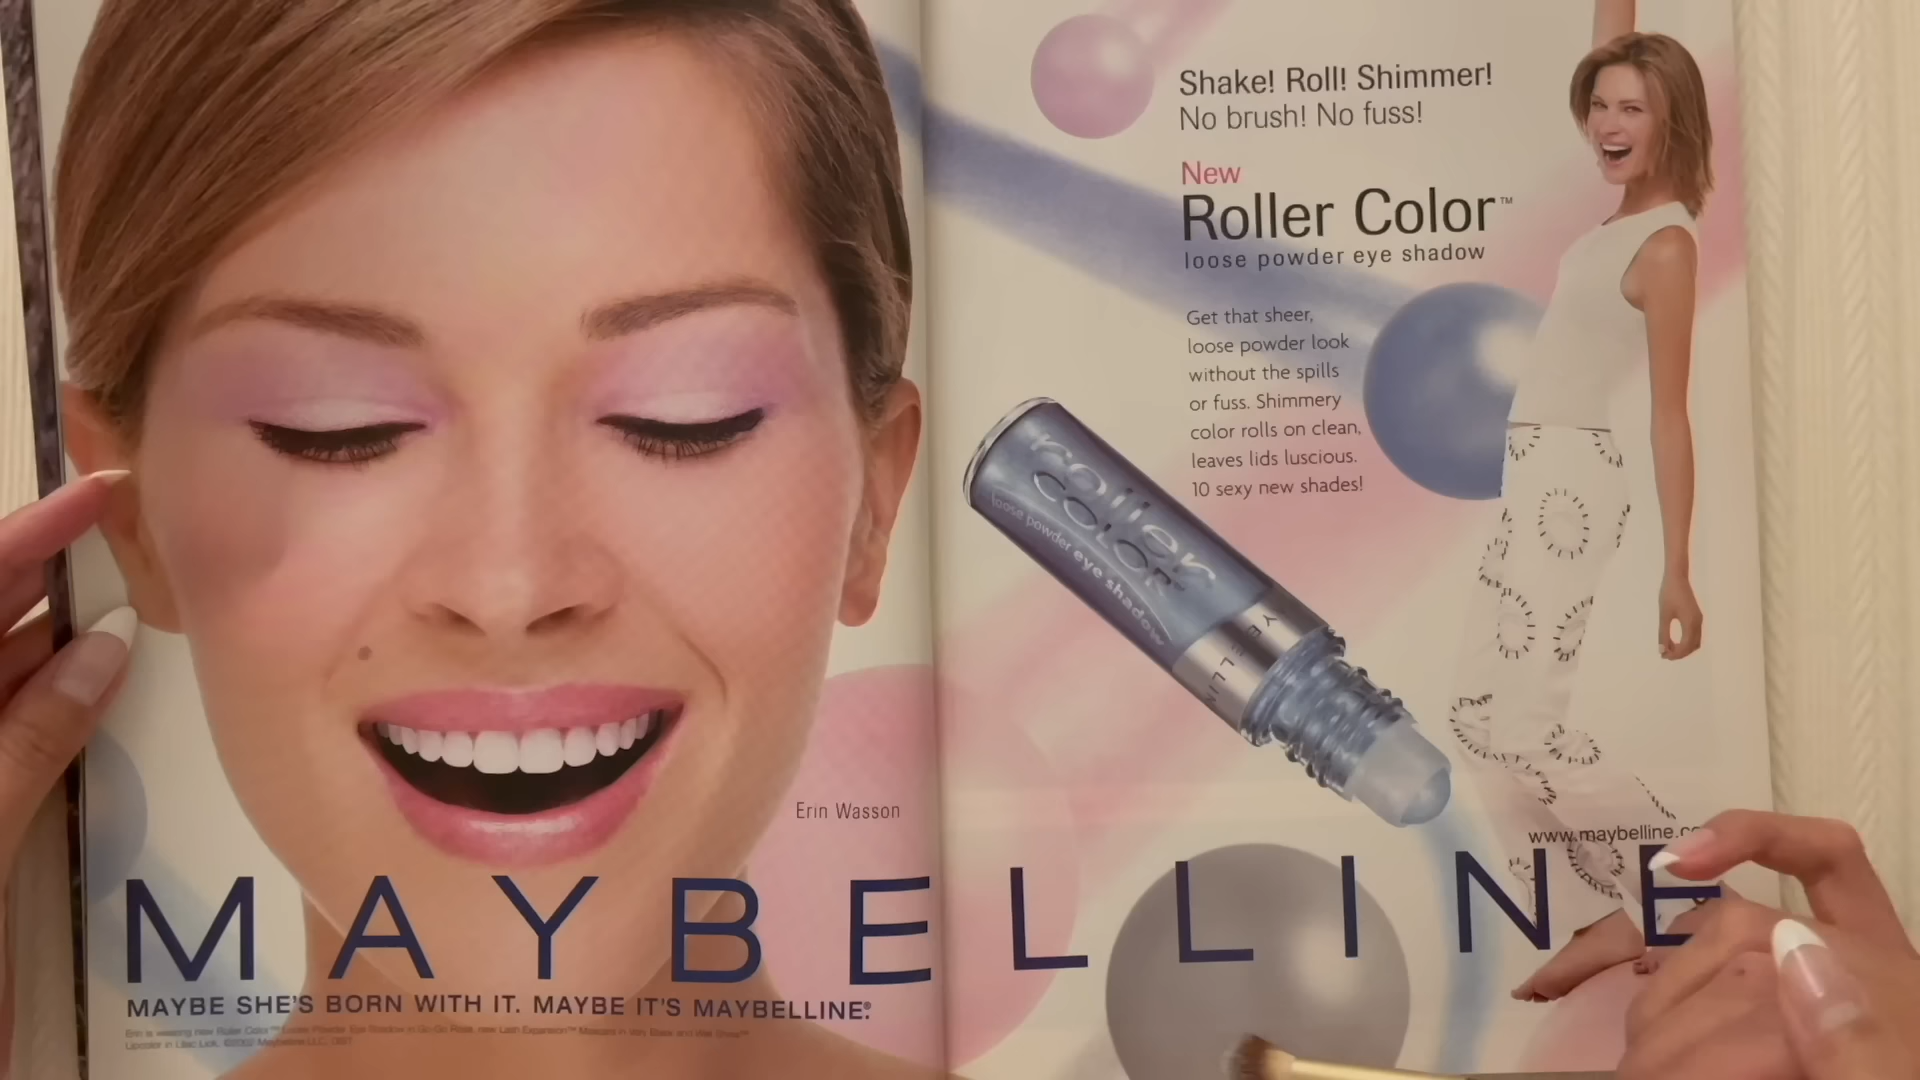 Erin Wasson
MAYBELLINE
MAYBE SHE'S BORN WITH IT. MAYBE IT'S MAYBELLINE.®
Shake! Roll! Shimmer!
No brush! No fuss!
New
Roller Color™
loose powder eye shadow
Get that sheer,
loose powder look
without the spills
or fuss. Shimmery
color rolls on clean,
leaves lids luscious.
10 sexy new shades!
roller
COLOR™
loose powder eye shadow
www.maybelline.co